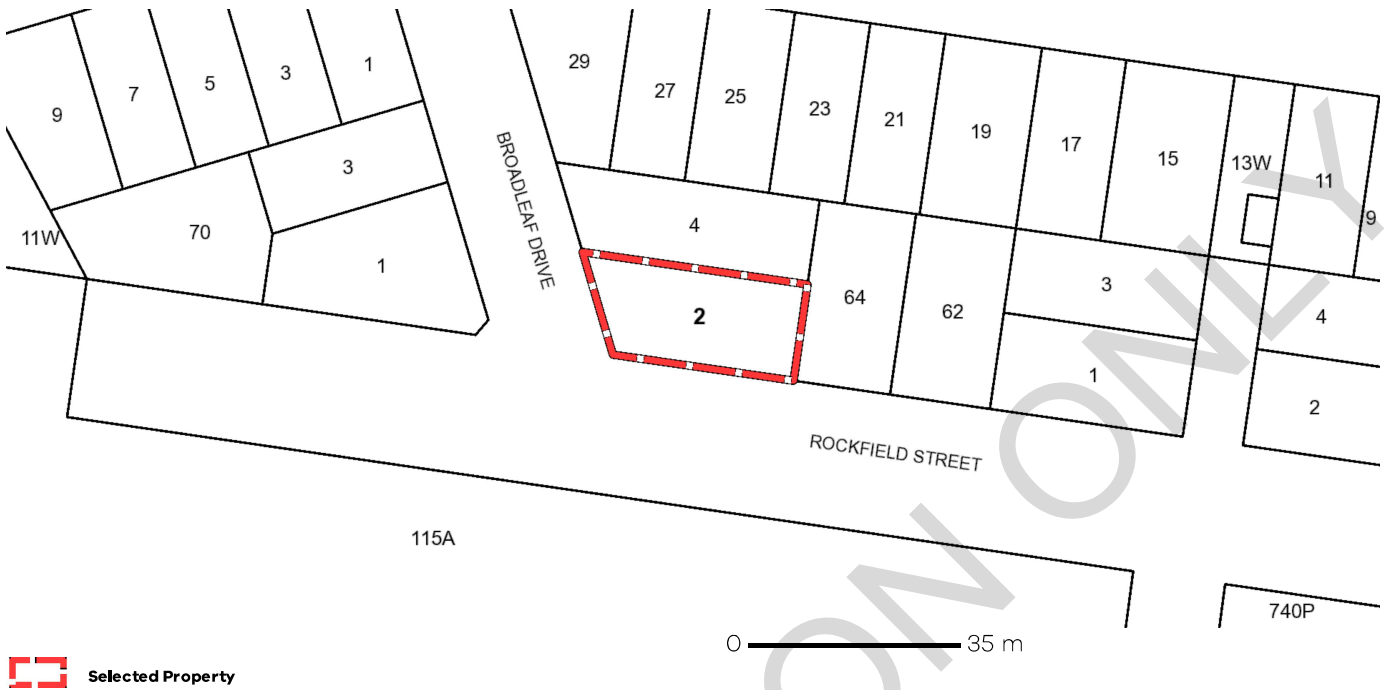 29
27
25
23
21
19
17
15
13W
11
9
9
7
5
3
1
3
70
1
11W
BROADLEAF DRIVE
4
2
64
62
3
1
4
2
ROCKFIELD STREET
115A
740P
0 35 m
Selected Property
ON ONLY